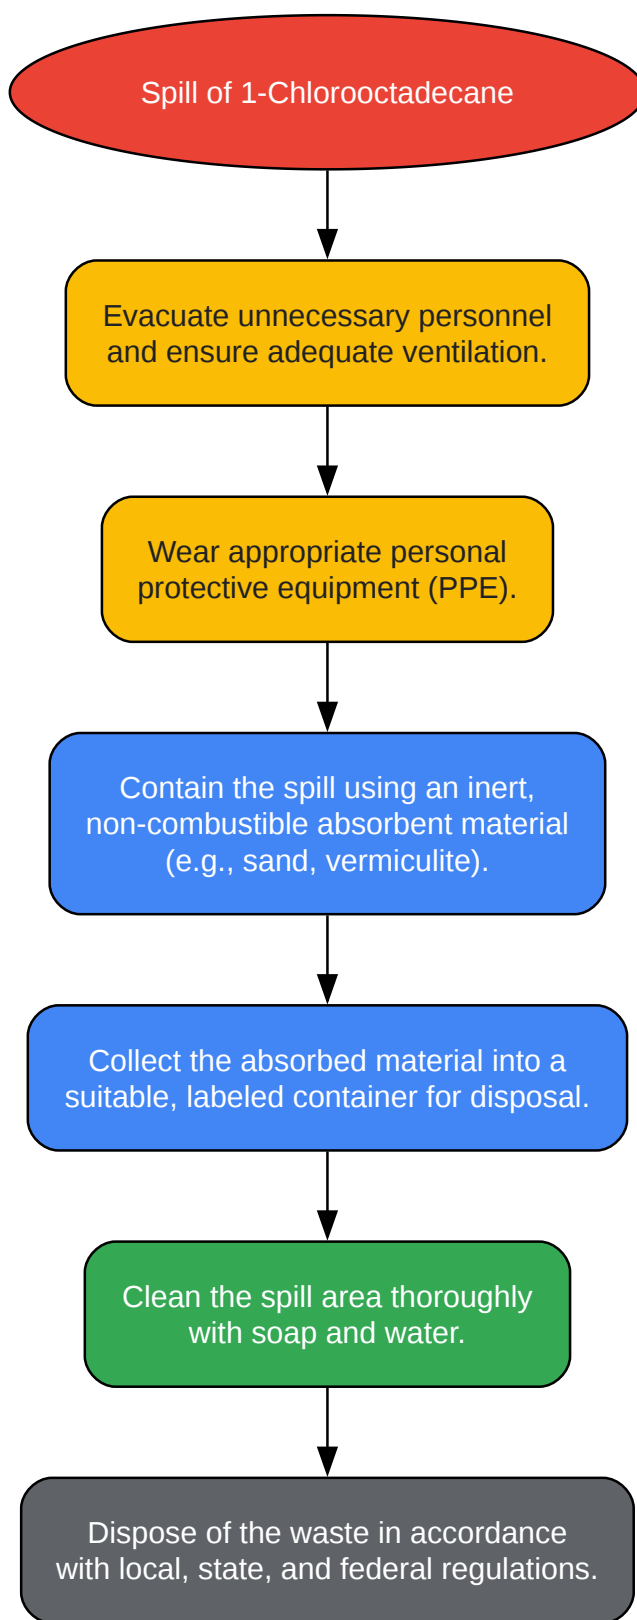 Spill of 1-Chlorooctadecane
Evacuate unnecessary personnel
and ensure adequate ventilation.
Wear appropriate personal
protective equipment (PPE).
Contain the spill using an inert,
non-combustible absorbent material
(e.g., sand, vermiculite).
Collect the absorbed material into a
suitable, labeled container for disposal.
Clean the spill area thoroughly
with soap and water.
Dispose of the waste in accordance
with local, state, and federal regulations.